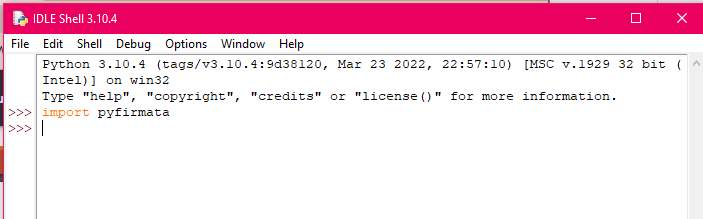 IDLE Shell 3.10.4
File Edit Shell Debug Options Window Help
Python 3.10.4 (tags/v3.10.4:9d38120, Mar 23 2022, 22:57:10) [MSC v.1929 32 bit (
Intel)] on win32
Type "help", "copyright", "credits" or "license()" for more information.
>>> import pyfirmata
>>>